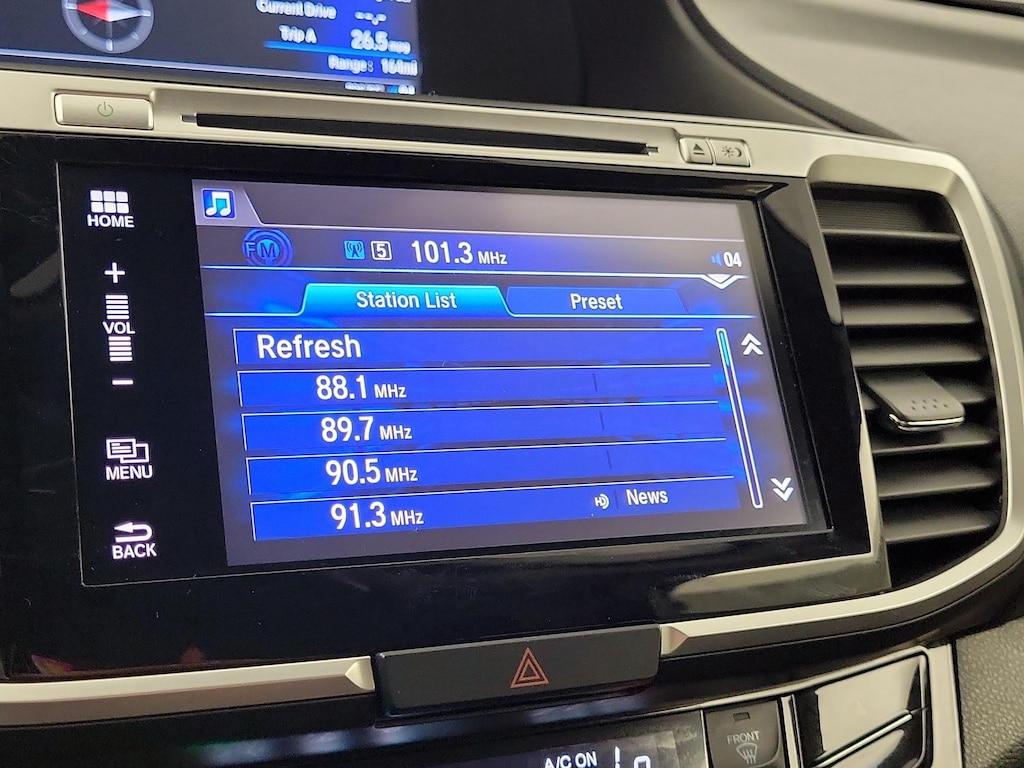 Current Drive --.-
Trip A 26.5 mpg
Range: 164mi
HOME
+
VOL
−
MENU
BACK
FM 5 101.3 MHz 04
Station List Preset
Refresh
88.1 MHz
89.7 MHz
90.5 MHz
91.3 MHz News
A/C ON
FRONT